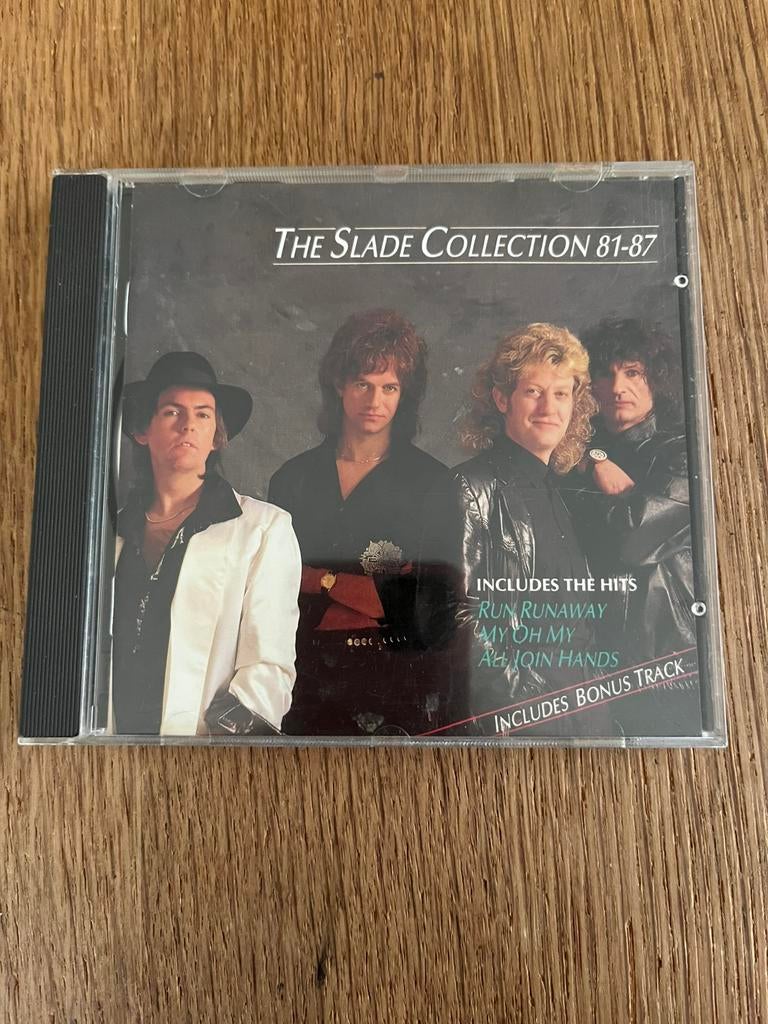 The Slade Collection 81-87
INCLUDES THE HITS
Run Runaway
My Oh My
All Join Hands
Includes Bonus Track